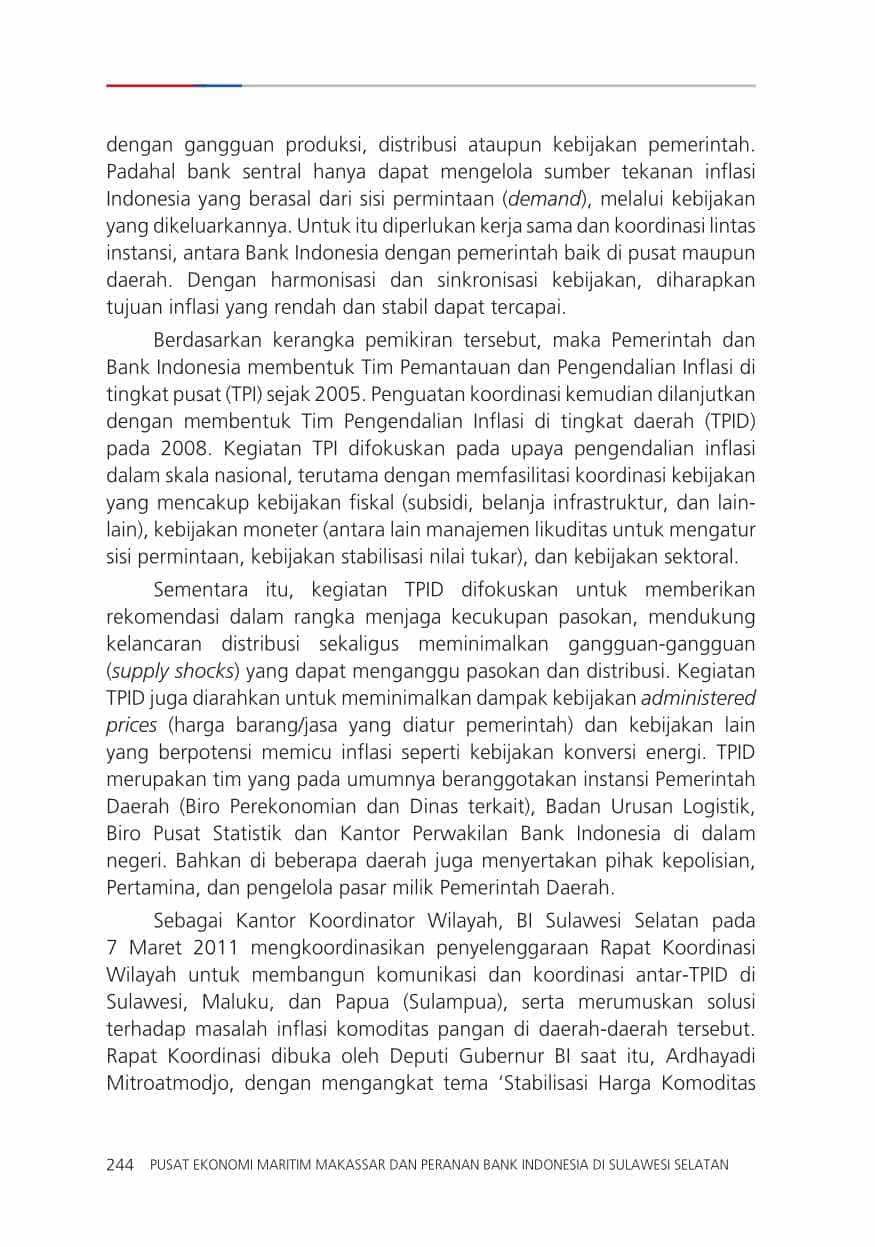 dengan gangguan produksi, distribusi ataupun kebijakan pemerintah.
Padahal bank sentral hanya dapat mengelola sumber tekanan inflasi
Indonesia yang berasal dari sisi permintaan (demand), melalui kebijakan
yang dikeluarkannya. Untuk itu diperlukan kerja sama dan koordinasi lintas
instansi, antara Bank Indonesia dengan pemerintah baik di pusat maupun
daerah. Dengan harmonisasi dan sinkronisasi kebijakan, diharapkan
tujuan inflasi yang rendah dan stabil dapat tercapai.
Berdasarkan kerangka pemikiran tersebut, maka Pemerintah dan
Bank Indonesia membentuk Tim Pemantauan dan Pengendalian Inflasi di
tingkat pusat (TPI) sejak 2005. Penguatan koordinasi kemudian dilanjutkan
dengan membentuk Tim Pengendalian Inflasi di tingkat daerah (TPID)
pada 2008. Kegiatan TPI difokuskan pada upaya pengendalian inflasi
dalam skala nasional, terutama dengan memfasilitasi koordinasi kebijakan
yang mencakup kebijakan fiskal (subsidi, belanja infrastruktur, dan lain-
lain), kebijakan moneter (antara lain manajemen likuditas untuk mengatur
sisi permintaan, kebijakan stabilisasi nilai tukar), dan kebijakan sektoral.
Sementara itu, kegiatan TPID difokuskan untuk memberikan
rekomendasi dalam rangka menjaga kecukupan pasokan, mendukung
kelancaran distribusi sekaligus meminimalkan gangguan-gangguan
(supply shocks) yang dapat menganggu pasokan dan distribusi. Kegiatan
TPID juga diarahkan untuk meminimalkan dampak kebijakan administered
prices (harga barang/jasa yang diatur pemerintah) dan kebijakan lain
yang berpotensi memicu inflasi seperti kebijakan konversi energi. TPID
merupakan tim yang pada umumnya beranggotakan instansi Pemerintah
Daerah (Biro Perekonomian dan Dinas terkait), Badan Urusan Logistik,
Biro Pusat Statistik dan Kantor Perwakilan Bank Indonesia di dalam
negeri. Bahkan di beberapa daerah juga menyertakan pihak kepolisian,
Pertamina, dan pengelola pasar milik Pemerintah Daerah.
Sebagai Kantor Koordinator Wilayah, BI Sulawesi Selatan pada
7 Maret 2011 mengkoordinasikan penyelenggaraan Rapat Koordinasi
Wilayah untuk membangun komunikasi dan koordinasi antar-TPID di
Sulawesi, Maluku, dan Papua (Sulampua), serta merumuskan solusi
terhadap masalah inflasi komoditas pangan di daerah-daerah tersebut.
Rapat Koordinasi dibuka oleh Deputi Gubernur BI saat itu, Ardhayadi
Mitroatmodjo, dengan mengangkat tema ‘Stabilisasi Harga Komoditas
244 PUSAT EKONOMI MARITIM MAKASSAR DAN PERANAN BANK INDONESIA DI SULAWESI SELATAN